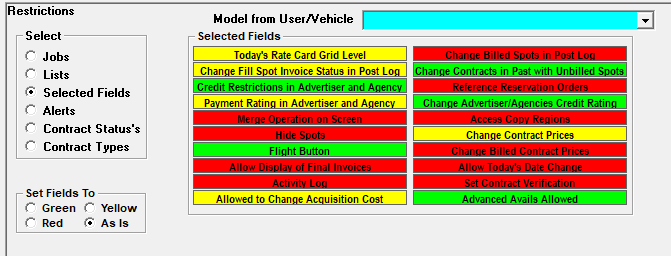 Restrictions
Model from User/Vehicle
Select
Jobs
Lists
Selected Fields
Alerts
Contract Status's
Contract Types
Set Fields To
Green Yellow
Red As Is
Selected Fields
Today's Rate Card Grid Level
Change Fill Spot Invoice Status in Post Log
Credit Restrictions in Advertiser and Agency
Payment Rating in Advertiser and Agency
Merge Operation on Screen
Hide Spots
Flight Button
Allow Display of Final Invoices
Activity Log
Allowed to Change Acquisition Cost
Change Billed Spots in Post Log
Change Contracts in Past with Unbilled Spots
Reference Reservation Orders
Change Advertiser/Agencies Credit Rating
Access Copy Regions
Change Contract Prices
Change Billed Contract Prices
Allow Today's Date Change
Set Contract Verification
Advanced Avails Allowed